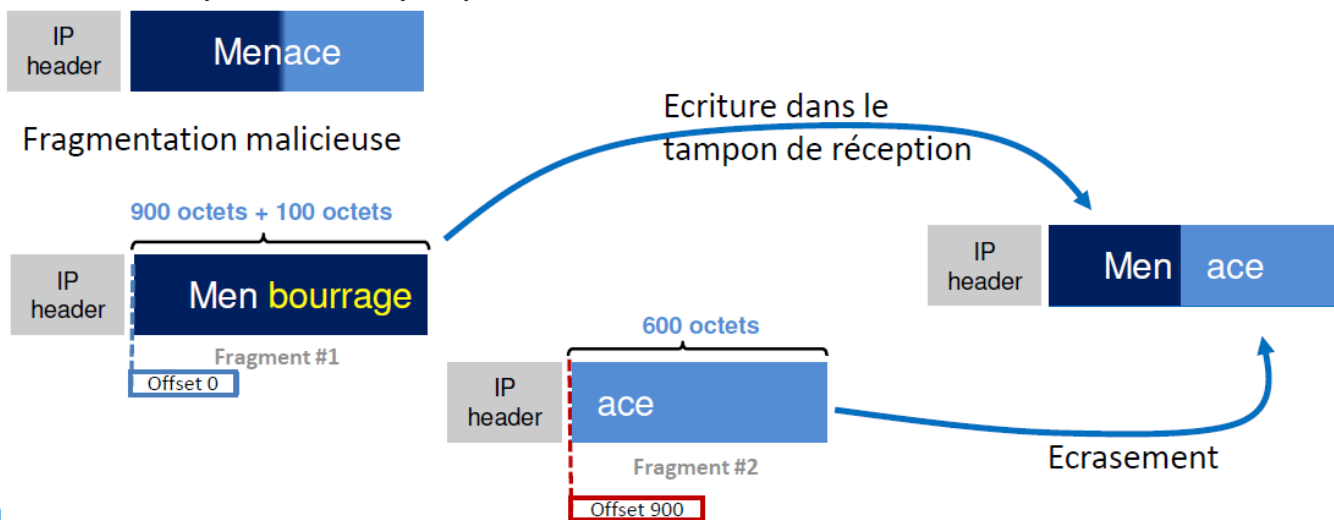 IP
header
Menace
Fragmentation malicieuse
Ecriture dans le
tampon de réception
900 octets + 100 octets
IP
header
Men bourrage
Fragment #1
Offset 0
600 octets
IP
header
ace
Fragment #2
Offset 900
IP
header
Men ace
Ecrasement